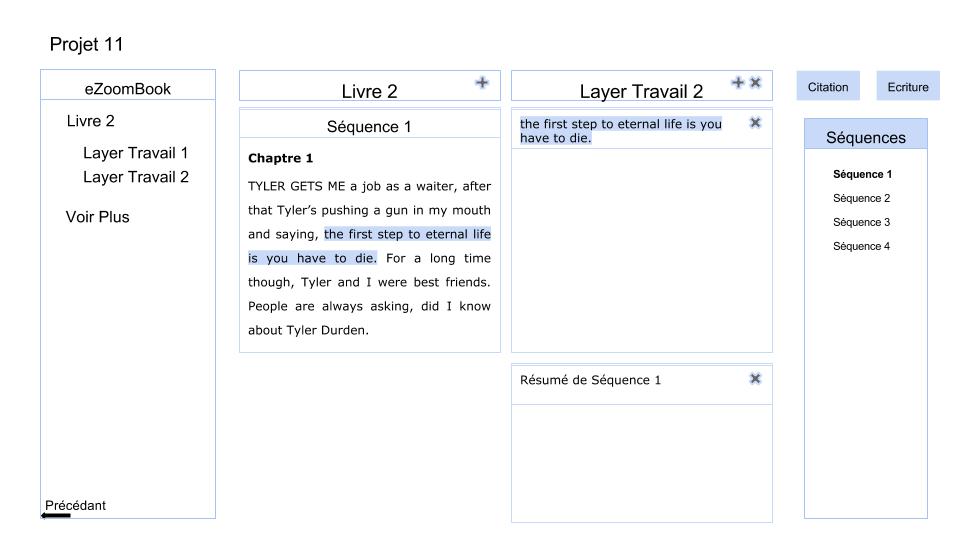 Projet 11
eZoomBook
Livre 2
Layer Travail 1
Layer Travail 2
Voir Plus
Précédant
Livre 2
Séquence 1
Chaptre 1
TYLER GETS ME a job as a waiter, after
that Tyler’s pushing a gun in my mouth
and saying, the first step to eternal life
is you have to die. For a long time
though, Tyler and I were best friends.
People are always asking, did I know
about Tyler Durden.
Layer Travail 2
the first step to eternal life is you
have to die.
Résumé de Séquence 1
Citation
Ecriture
Séquences
Séquence 1
Séquence 2
Séquence 3
Séquence 4